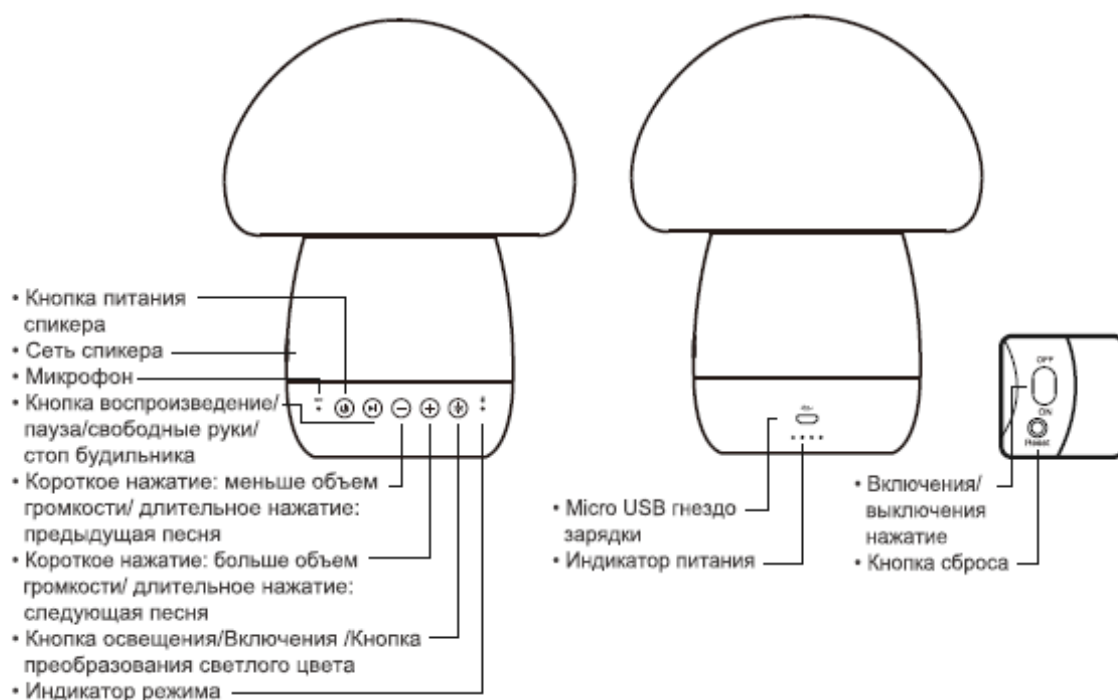 • Кнопка питания
спикера
• Сеть спикера
• Микрофон
• Кнопка воспроизведение/
пауза/свободные руки/
стоп будильника
• Короткое нажатие: меньше объем
громкости/ длительное нажатие:
предыдущая песня
• Короткое нажатие: больше объем
громкости/ длительное нажатие:
следующая песня
• Кнопка освещения/Включения /Кнопка
преобразования светлого цвета
• Индикатор режима
• Micro USB гнездо
зарядки
• Индикатор питания
OFF
ON
Reset
• Включения/
выключения
нажатие
• Кнопка сброса